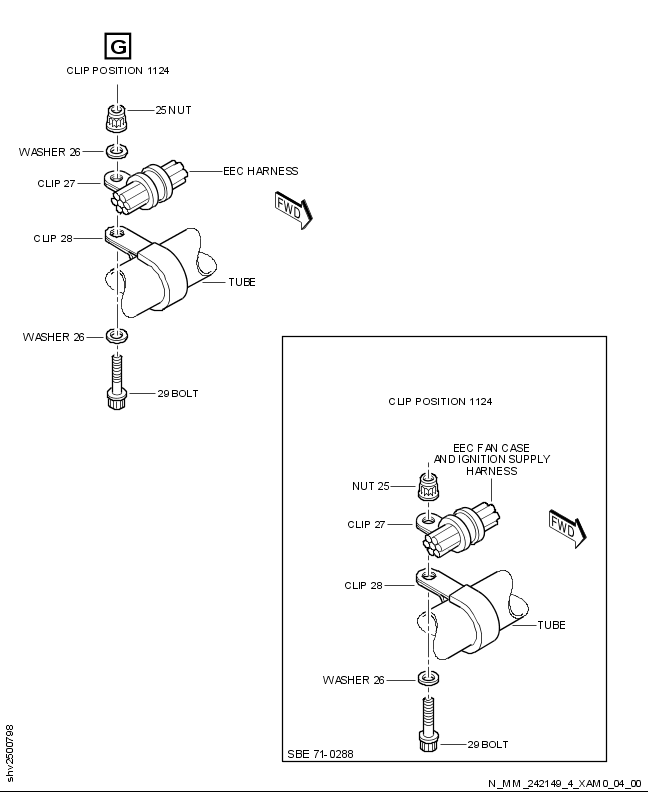 G
CLIP POSITION 1124
25 NUT
WASHER 26
EEC HARNESS
CLIP 27
FWD
CLIP 28
TUBE
WASHER 26
29 BOLT
CLIP POSITION 1124
EEC FAN CASE
AND IGNITION SUPPLY
HARNESS
NUT 25
CLIP 27
FWD
CLIP 28
TUBE
WASHER 26
29 BOLT
SBE 71-0288
shv2500798
N_MM_242149_4_XAM0_04_00